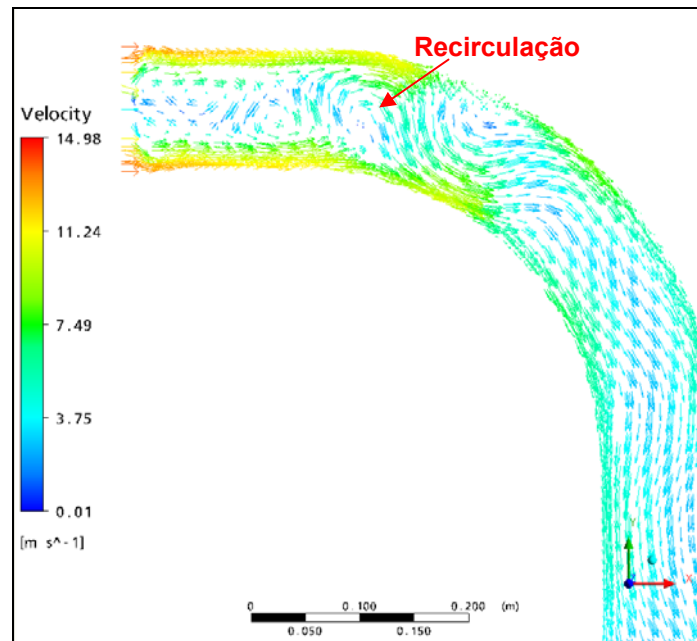 Recirculação
Velocity
14.98
11.24
7.49
3.75
0.01
[m s^-1]
Y
X
0 0.100 0.200 (m)
0.050 0.150